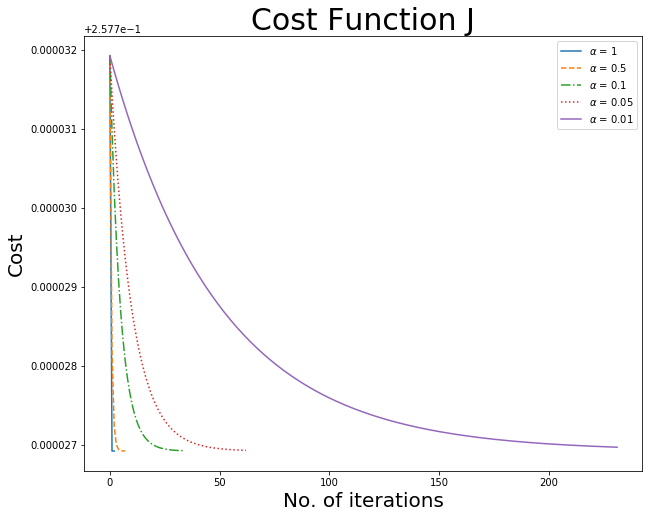 Cost Function J
+2.577e−1
0.000032
0.000031
0.000030
0.000029
0.000028
0.000027
Cost
0
50
100
150
200
No. of iterations
α = 1
α = 0.5
α = 0.1
α = 0.05
α = 0.01